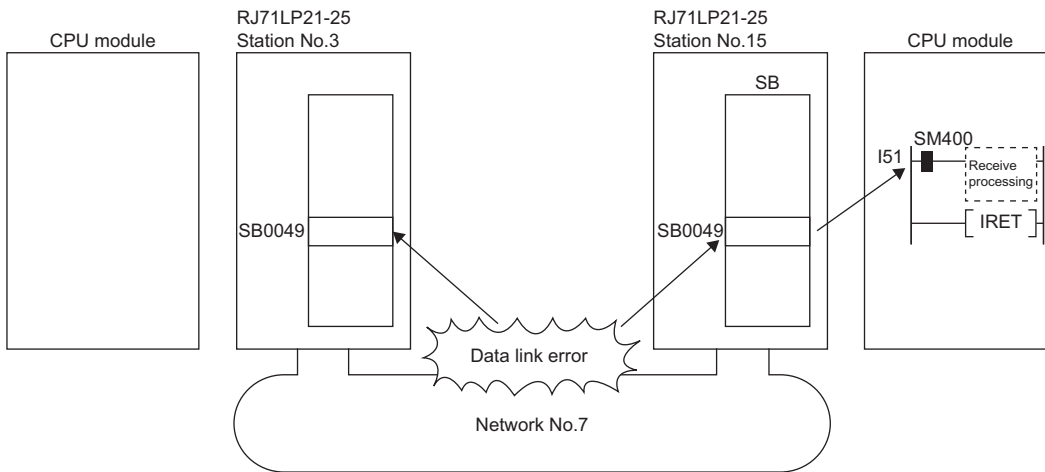 RJ71LP21-25
Station No.3
RJ71LP21-25
Station No.15
CPU module
CPU module
SB
SM400
I51
Receive
processing
SB0049
SB0049
IRET
Data link error
Network No.7